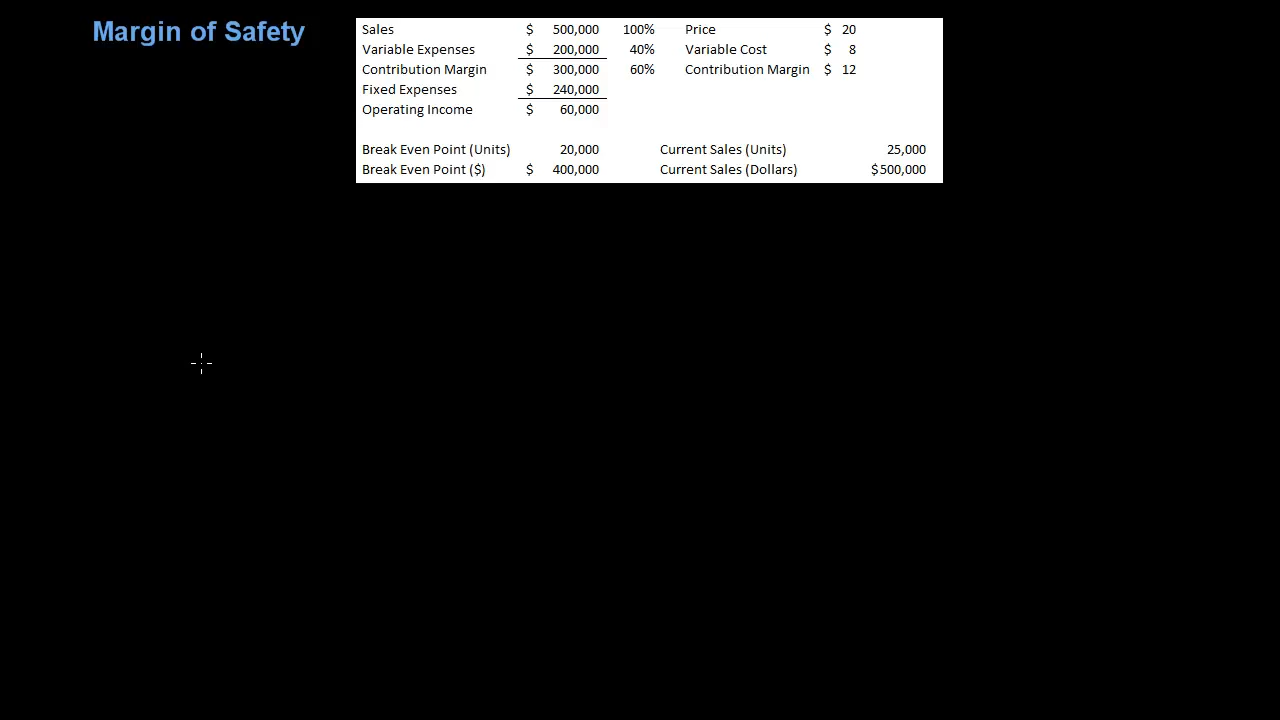 Margin of Safety
Sales $ 500,000 100% Price $ 20
Variable Expenses $ 200,000 40% Variable Cost $ 8
Contribution Margin $ 300,000 60% Contribution Margin $ 12
Fixed Expenses $ 240,000
Operating Income $ 60,000
Break Even Point (Units) 20,000 Current Sales (Units) 25,000
Break Even Point ($) $ 400,000 Current Sales (Dollars) $500,000